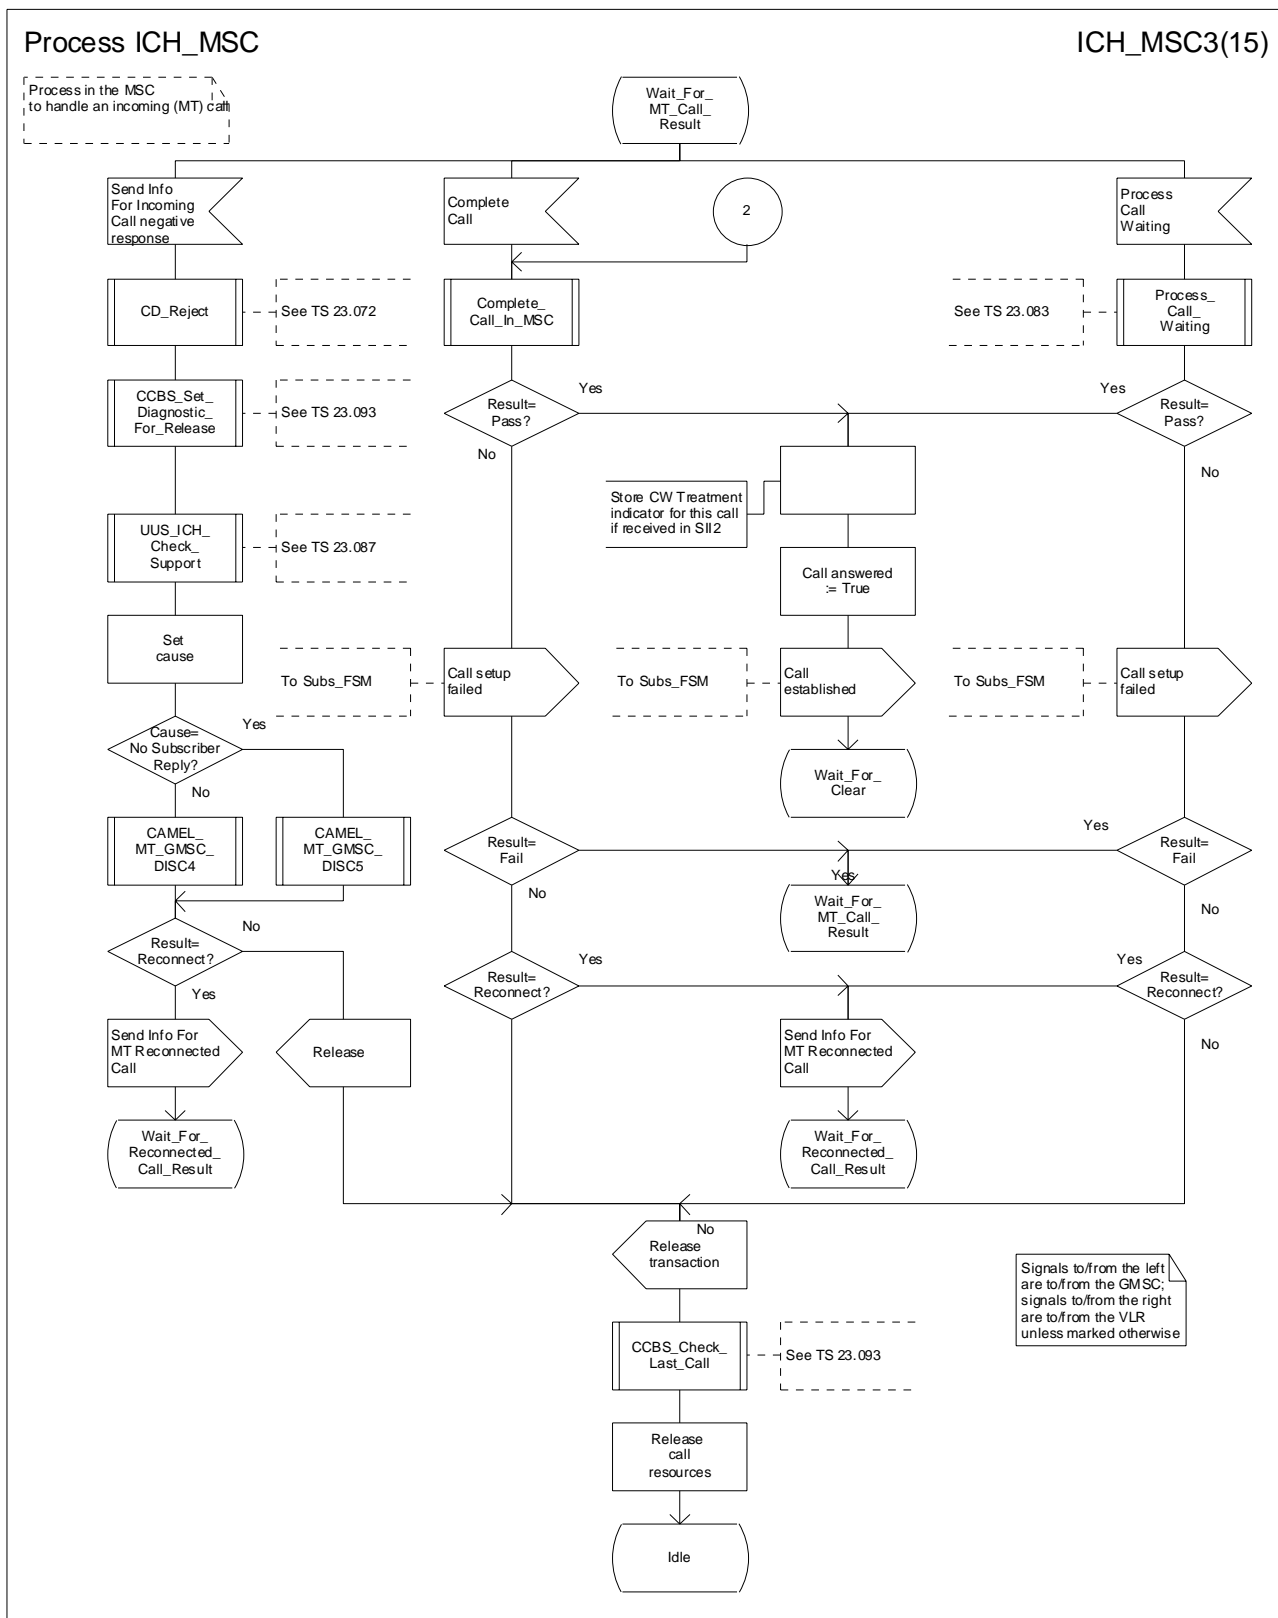 Process ICH_MSC
ICH_MSC3(15)
Process in the MSC
to handle an incoming (MT) call
Wait_For_
MT_Call_
Result
Send Info
For Incoming
Call negative
response
Complete
Call
2
Process
Call
Waiting
CD_Reject
See TS 23.072
Complete_
Call_In_MSC
See TS 23.083
Process_
Call_
Waiting
CCBS_Set_
Diagnostic_
For_Release
See TS 23.093
Result=
Pass?
Yes
No
Yes
Result=
Pass?
No
Store CW Treatment
indicator for this call
if received in SII2
UUS_ICH_
Check_
Support
See TS 23.087
Call answered
:= True
Set
cause
To Subs_FSM
Call setup
failed
To Subs_FSM
Call
established
To Subs_FSM
Call setup
failed
Cause=
No Subscriber
Reply?
Yes
No
Wait_For_
Clear
CAMEL_
MT_GMSC_
DISC4
CAMEL_
MT_GMSC_
DISC5
Result=
Fail
Yes
No
Yes
Result=
Fail
No
Wait_For_
MT_Call_
Result
Result=
Reconnect?
No
Yes
Result=
Reconnect?
Yes
Yes
Result=
Reconnect?
No
Send Info For
MT Reconnected
Call
Release
Send Info For
MT Reconnected
Call
Wait_For_
Reconnected_
Call_Result
Wait_For_
Reconnected_
Call_Result
No
Release
transaction
Signals to/from the left
are to/from the GMSC;
signals to/from the right
are to/from the VLR
unless marked otherwise
CCBS_Check_
Last_Call
See TS 23.093
Release
call
resources
Idle